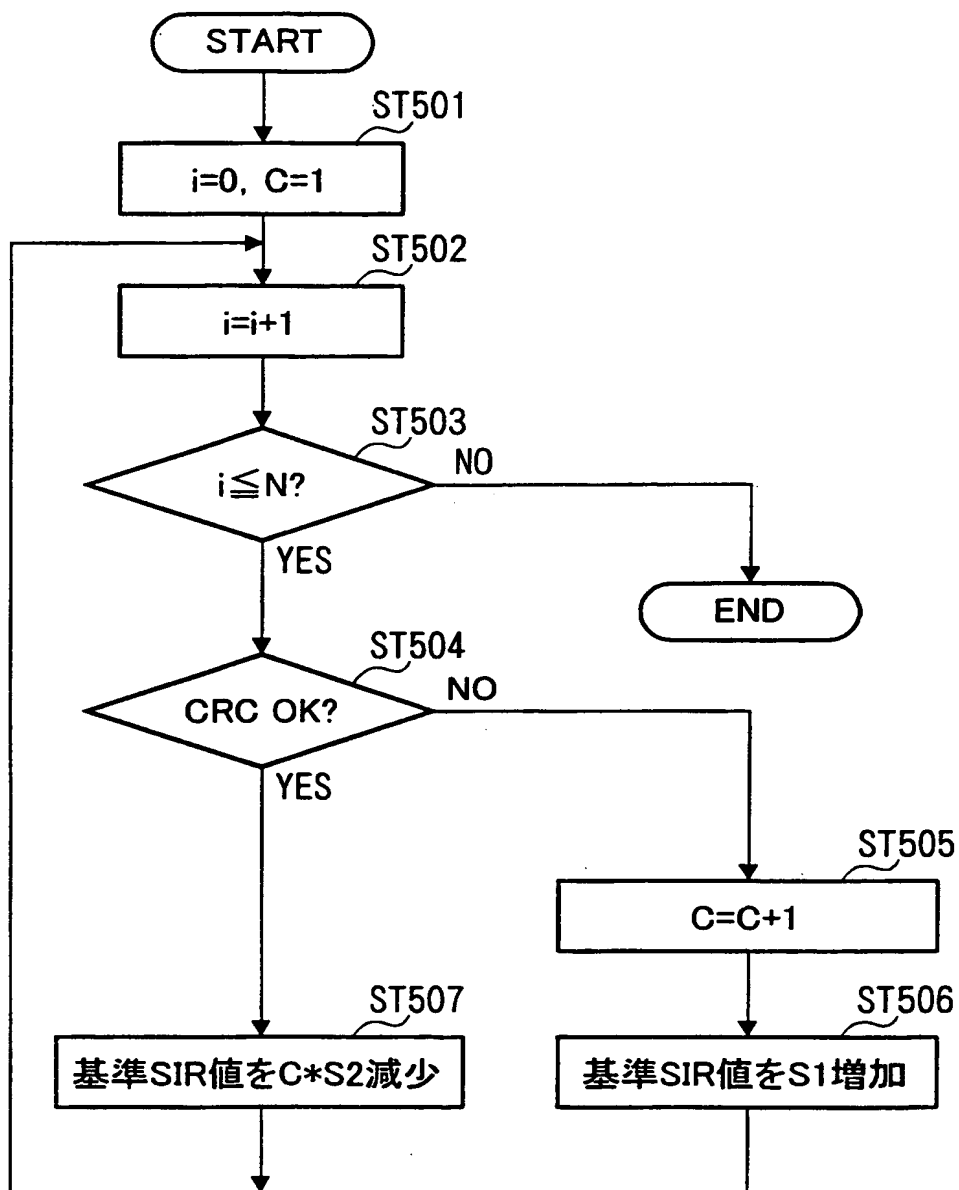 START
ST501
i=0, C=1
ST502
i=i+1
ST503
i≦N?
NO
YES
END
ST504
CRC OK?
NO
YES
ST505
C=C+1
ST507
基準SIR値をC*S2減少
ST506
基準SIR値をS1増加